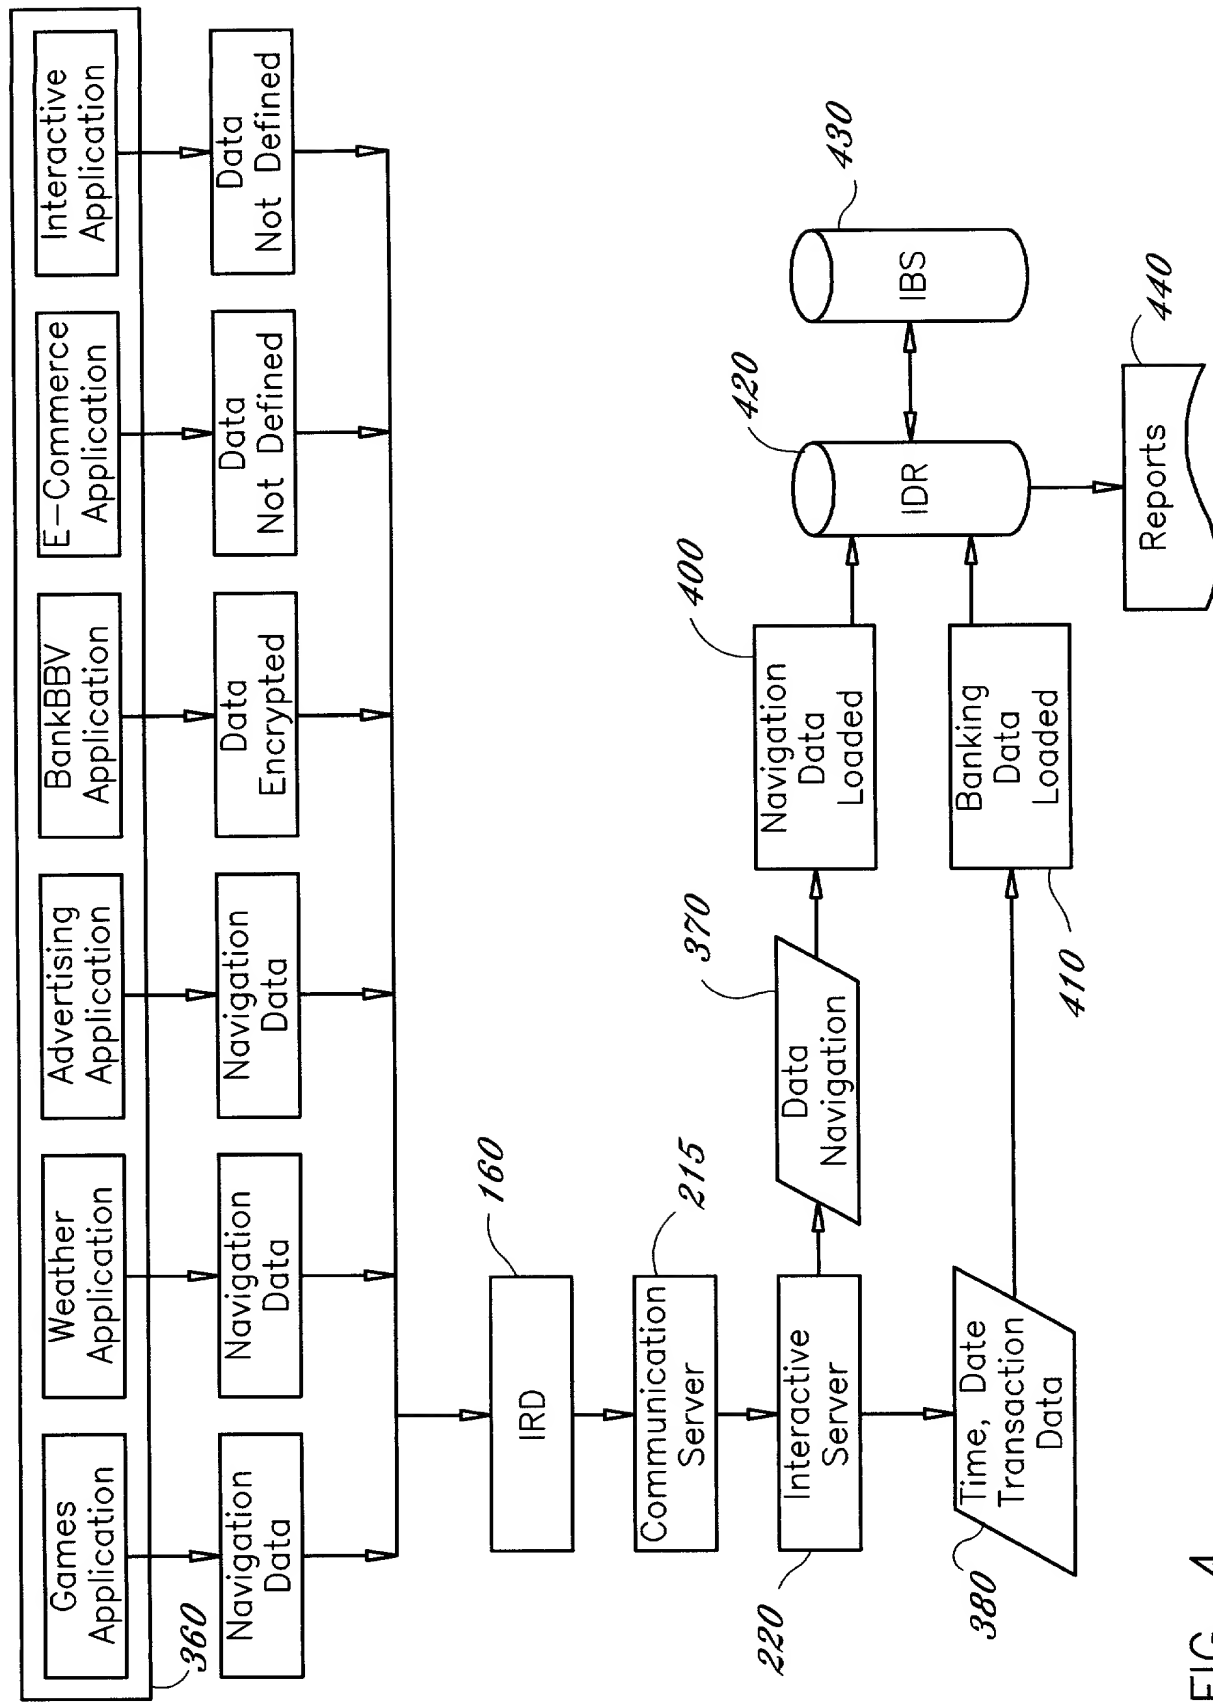 Games
Application
Weather
Application
Advertising
Application
BankBBV
Application
E-Commerce
Application
Interactive
Application
360
Navigation
Data
Navigation
Data
Navigation
Data
Data
Encrypted
Data
Not Defined
Data
Not Defined
160
IRD
215
Communication
Server
220
Interactive
Server
370
Data
Navigation
400
Navigation
Data
Loaded
420
IDR
430
IBS
380
Time, Date
Transaction
Data
410
Banking
Data
Loaded
440
Reports
FIG. 4